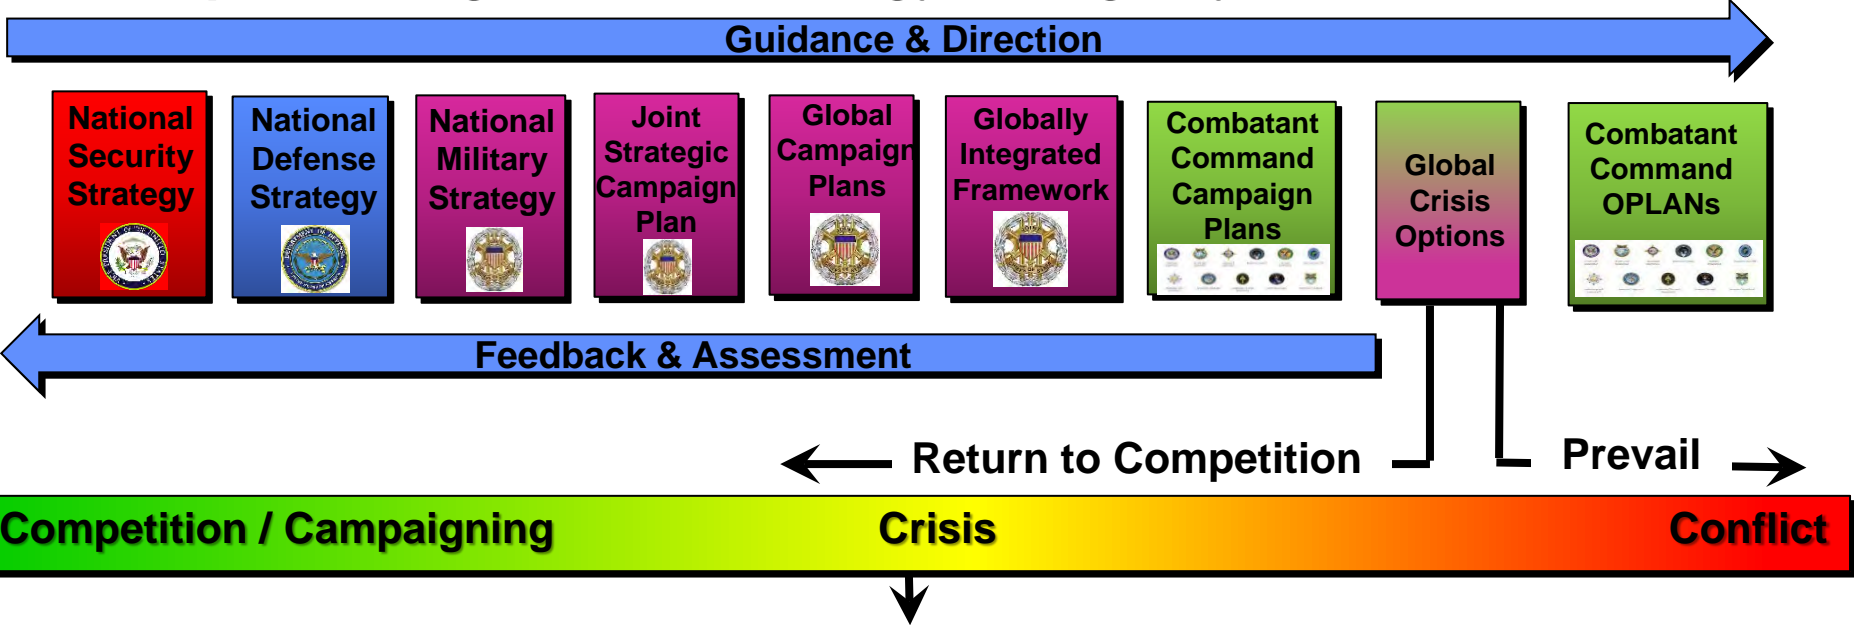 Guidance & Direction
National
Security
Strategy
National
Defense
Strategy
National
Military
Strategy
Joint
Strategic
Campaign
Plan
Global
Campaign
Plans
Globally
Integrated
Framework
Combatant
Command
Campaign
Plans
Global
Crisis
Options
Combatant
Command
OPLANs
Feedback & Assessment
Return to Competition
Prevail
Competition / Campaigning
Crisis
Conflict